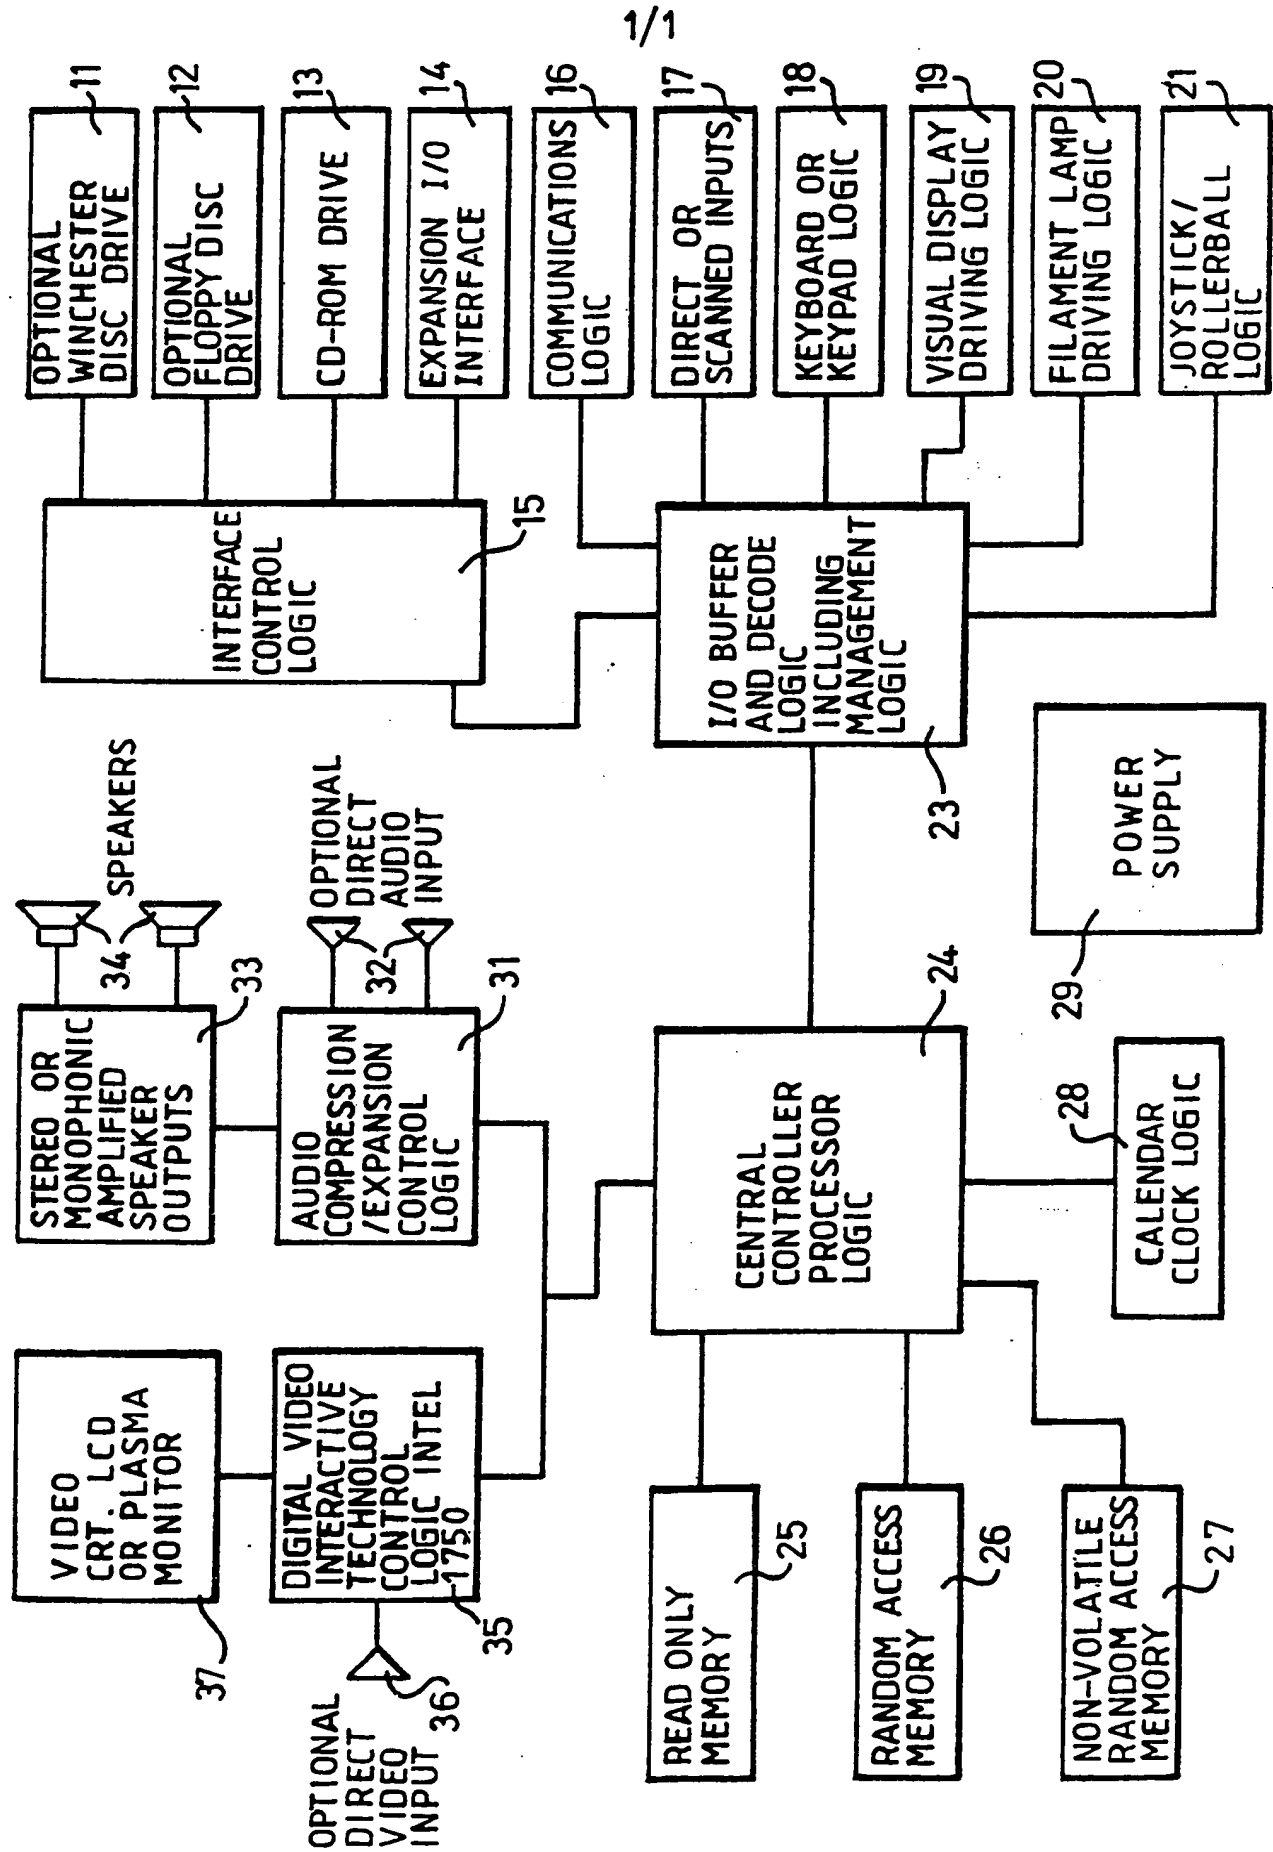 1/1
OPTIONAL
WINCHESTER
DISC DRIVE
11
OPTIONAL
FLOPPY DISC
DRIVE
12
CD-ROM DRIVE
13
EXPANSION I/O
INTERFACE
14
COMMUNICATIONS
LOGIC
16
DIRECT OR
SCANNED INPUTS
17
KEYBOARD OR
KEYPAD LOGIC
18
VISUAL DISPLAY
DRIVING LOGIC
19
FILAMENT LAMP
DRIVING LOGIC
20
JOYSTICK/
ROLLERBALL
LOGIC
21
INTERFACE
CONTROL
LOGIC
15
I/O BUFFER
AND DECODE
LOGIC
INCLUDING
MANAGEMENT
LOGIC
23
POWER
SUPPLY
29
SPEAKERS
34
STEREO OR
MONOPHONIC
AMPLIFIED
SPEAKER
OUTPUTS
33
OPTIONAL
DIRECT
AUDIO
INPUT
32
AUDIO
COMPRESSION
/EXPANSION
CONTROL
LOGIC
31
CENTRAL
CONTROLLER
PROCESSOR
LOGIC
24
CALENDAR
CLOCK LOGIC
28
VIDEO
CRT. LCD
OR PLASMA
MONITOR
37
DIGITAL VIDEO
INTERACTIVE
TECHNOLOGY
CONTROL
LOGIC INTEL
1750
35
OPTIONAL
DIRECT
VIDEO
INPUT
36
READ ONLY
MEMORY
25
RANDOM ACCESS
MEMORY
26
NON-VOLATILE
RANDOM ACCESS
MEMORY
27